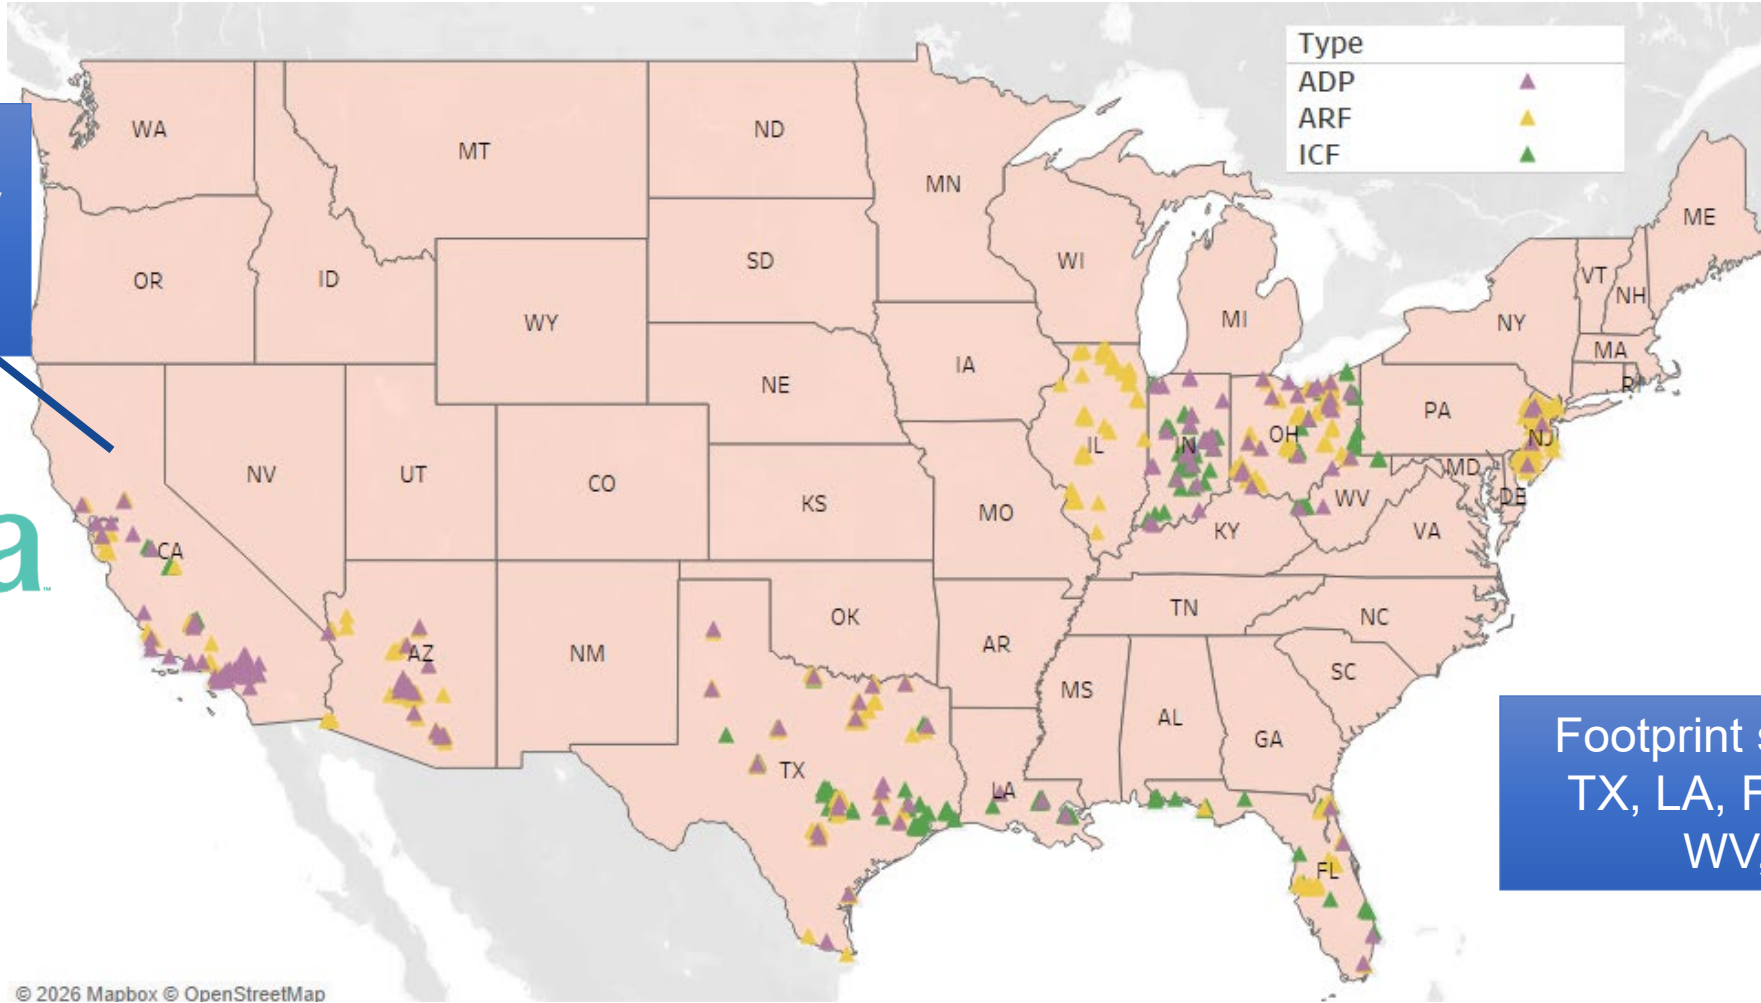 Type
ADP
ARF
ICF
WA
MT
ND
MN
ME
OR
ID
SD
WI
VT
NH
WY
MI
NY
MA
RI
IA
NE
PA
NV
UT
CO
IL
IN
OH
NJ
MD
DE
KS
MO
WV
KY
VA
CA
a
OK
TN
NC
AZ
NM
AR
SC
MS
AL
GA
TX
LA
FL
Footprint
TX, LA,
WV
© 2026 Mapbox © OpenStreetMap